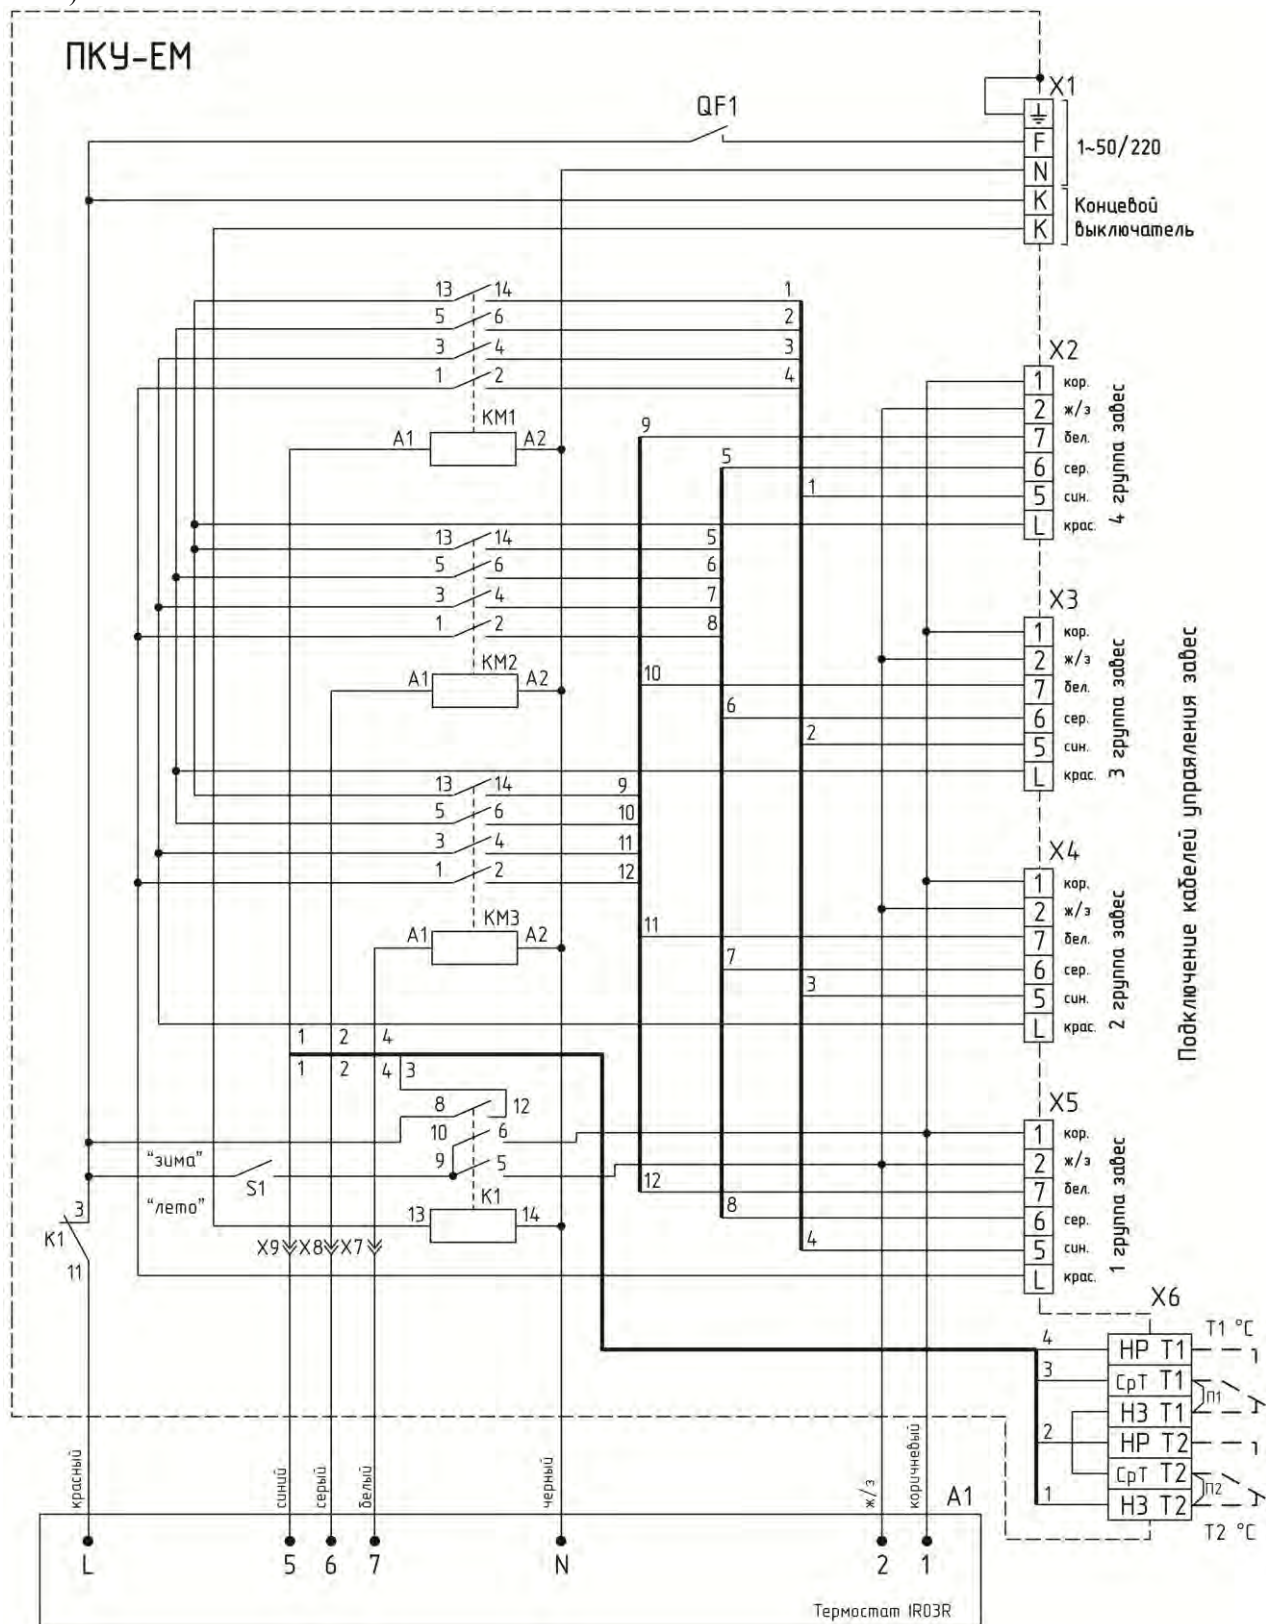 ПКУ-ЕМ
X1
QF1
F
1~50/220
N
K
Концевой
K
выключатель
13 14 1
5 6 2
3 4 3
1 2 4
KM1
A1 A2
X2
1 кор.
2 ж/з
9 7 бел.
5 6 сер.
1 5 син.
L крас.
4 группа завес
13 14 5
5 6 6
3 4 7
1 2 8
KM2
A1 A2
X3
1 кор.
2 ж/з
10 7 бел.
6 6 сер.
2 5 син.
L крас.
3 группа завес
Подключение кабелей упраяления завес
13 14 9
5 6 10
3 4 11
1 2 12
KM3
A1 A2
X4
1 кор.
2 ж/з
11 7 бел.
7 6 сер.
3 5 син.
L крас.
2 группа завес
1 2 4
1 2 4 3
8 12
10 6
9 5
"зима"
S1
"лето"
K1
13 14
3
K1
11
X9 X8 X7
X5
1 кор.
2 ж/з
12 7 бел.
8 6 сер.
4 5 син.
L крас.
1 группа завес
X6
T1 °C
4 НР Т1
3 СрТ Т1
П1
НЗ Т1
2 НР Т2
СрТ Т2
П2
1 НЗ Т2
T2 °C
красный
синий
серый
белый
черный
ж/з
коричневый
A1
L 5 6 7 N 2 1
Термостат IR03R